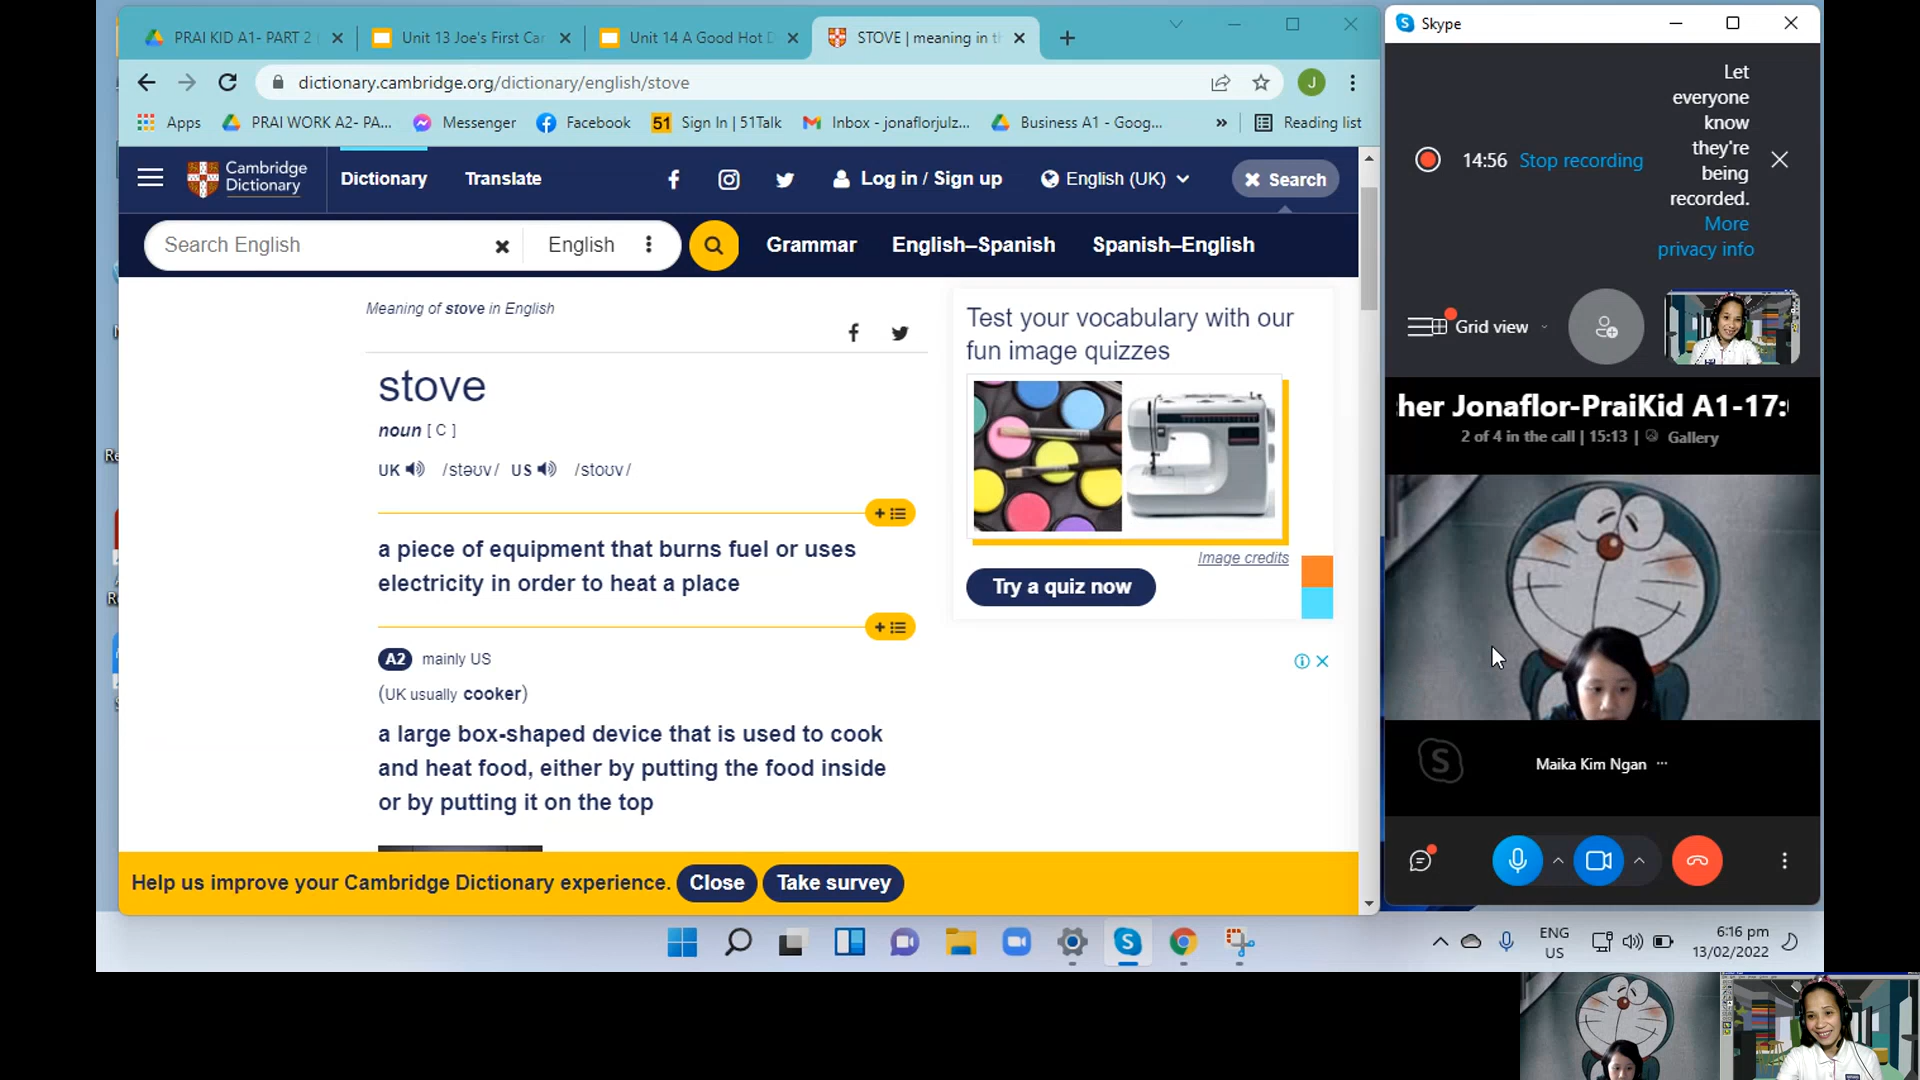 PRAI KID A1- PART 2
Unit 13 Joe's First Car
Unit 14 A Good Hot D
STOVE | meaning in th
dictionary.cambridge.org/dictionary/english/stove
J
Apps
PRAI WORK A2- PA...
Messenger
Facebook
51
Sign In | 51Talk
Inbox - jonaflorjulz...
Business A1 - Goog...
»
Reading list
Cambridge
Dictionary
Dictionary
Translate
Log in / Sign up
English (UK)
Search
Search English
English
Grammar
English–Spanish
Spanish–English
Meaning of stove in English
stove
noun [ C ]
UK /stəʊv/ US /stoʊv/
a piece of equipment that burns fuel or uses
electricity in order to heat a place
A2 mainly US
(UK usually cooker)
a large box-shaped device that is used to cook
and heat food, either by putting the food inside
or by putting it on the top
Test your vocabulary with our
fun image quizzes
Image credits
Try a quiz now
Help us improve your Cambridge Dictionary experience.
Close
Take survey
Skype
14:56
Stop recording
Let
everyone
know
they're
being
recorded.
More
privacy info
Grid view
her Jonaflor-PraiKid A1-17:
2 of 4 in the call | 15:13 | Gallery
Maika Kim Ngan ...
ENG
US
6:16 pm
13/02/2022